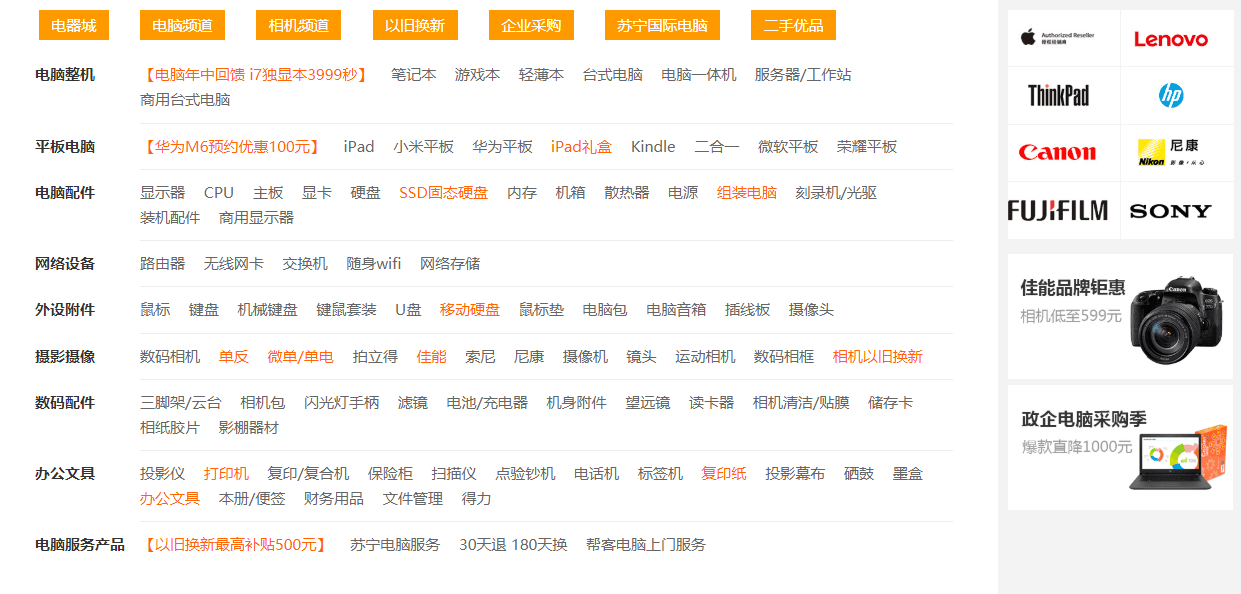 电器城 电脑频道 相机频道 以旧换新 企业采购 苏宁国际电脑 二手优品
电脑整机 【电脑年中回馈 i7独显本3999秒】 笔记本 游戏本 轻薄本 台式电脑 电脑一体机 服务器/工作站
商用台式电脑
平板电脑 【华为M6预约优惠100元】 iPad 小米平板 华为平板 iPad礼盒 Kindle 二合一 微软平板 荣耀平板
电脑配件 显示器 CPU 主板 显卡 硬盘 SSD固态硬盘 内存 机箱 散热器 电源 组装电脑 刻录机/光驱
装机配件 商用显示器
网络设备 路由器 无线网卡 交换机 随身wifi 网络存储
外设附件 鼠标 键盘 机械键盘 键鼠套装 U盘 移动硬盘 鼠标垫 电脑包 电脑音箱 插线板 摄像头
摄影摄像 数码相机 单反 微单/单电 拍立得 佳能 索尼 尼康 摄像机 镜头 运动相机 数码相框 相机以旧换新
数码配件 三脚架/云台 相机包 闪光灯手柄 滤镜 电池/充电器 机身附件 望远镜 读卡器 相机清洁/贴膜 储存卡
相纸胶片 影棚器材
办公文具 投影仪 打印机 复印/复合机 保险柜 扫描仪 点验钞机 电话机 标签机 复印纸 投影幕布 硒鼓 墨盒
办公文具 本册/便签 财务用品 文件管理 得力
电脑服务产品 【以旧换新最高补贴500元】 苏宁电脑服务 30天退 180天换 帮客电脑上门服务
Authorized Reseller
授权经销商
Lenovo
ThinkPad
hp
Canon
Nikon
尼康
影像·从心
FUJIFILM
SONY
佳能品牌钜惠
相机低至599元
Canon
政企电脑采购季
爆款直降1000元